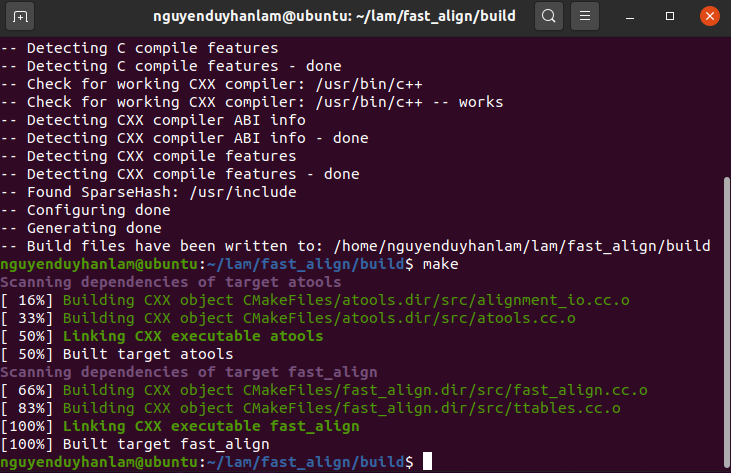 nguyenduyhanlam@ubuntu: ~/lam/fast_align/build
-- Detecting C compile features
-- Detecting C compile features - done
-- Check for working CXX compiler: /usr/bin/c++
-- Check for working CXX compiler: /usr/bin/c++ -- works
-- Detecting CXX compiler ABI info
-- Detecting CXX compiler ABI info - done
-- Detecting CXX compile features
-- Detecting CXX compile features - done
-- Found SparseHash: /usr/include
-- Configuring done
-- Generating done
-- Build files have been written to: /home/nguyenduyhanlam/lam/fast_align/build
nguyenduyhanlam@ubuntu:~/lam/fast_align/build$ make
Scanning dependencies of target atools
[ 16%] Building CXX object CMakeFiles/atools.dir/src/alignment_io.cc.o
[ 33%] Building CXX object CMakeFiles/atools.dir/src/atools.cc.o
[ 50%] Linking CXX executable atools
[ 50%] Built target atools
Scanning dependencies of target fast_align
[ 66%] Building CXX object CMakeFiles/fast_align.dir/src/fast_align.cc.o
[ 83%] Building CXX object CMakeFiles/fast_align.dir/src/ttables.cc.o
[100%] Linking CXX executable fast_align
[100%] Built target fast_align
nguyenduyhanlam@ubuntu:~/lam/fast_align/build$